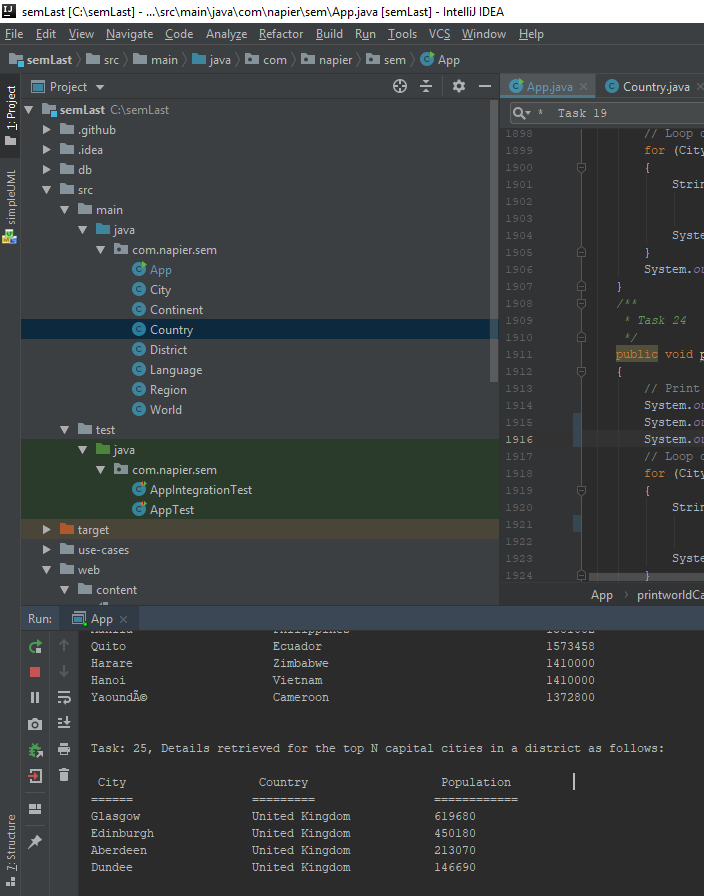 semLast [C:\semLast] - ...\src\main\java\com\napier\sem\App.java [semLast] - IntelliJ IDEA
File Edit View Navigate Code Analyze Refactor Build Run Tools VCS Window Help
semLast src main java com napier sem App
1: Project
simpleUML
7: Structure
Project
semLast C:\semLast
.github
.idea
db
src
main
java
com.napier.sem
App
City
Continent
Country
District
Language
Region
World
test
java
com.napier.sem
AppIntegrationTest
AppTest
target
use-cases
web
content
App.java Country.java
* Task 19
1898 // Loop
1899 for (City
1900 {
1901 Strin
1902
1903
1904 Syste
1905 }
1906 System.ou
1907 }
1908 /**
1909 * Task 24
1910 */
1911 public void p
1912 {
1913 // Print
1914 System.ou
1915 System.ou
1916 System.ou
1917 // Loop
1918 for (City
1919 {
1920 Strin
1921
1922
1923 Syste
1924 }
App printworldCa
Run: App
Quito Ecuador 1573458
Harare Zimbabwe 1410000
Hanoi Vietnam 1410000
YaoundÃ© Cameroon 1372800
Task: 25, Details retrieved for the top N capital cities in a district as follows:
City Country Population
====== ========= ============
Glasgow United Kingdom 619680
Edinburgh United Kingdom 450180
Aberdeen United Kingdom 213070
Dundee United Kingdom 146690